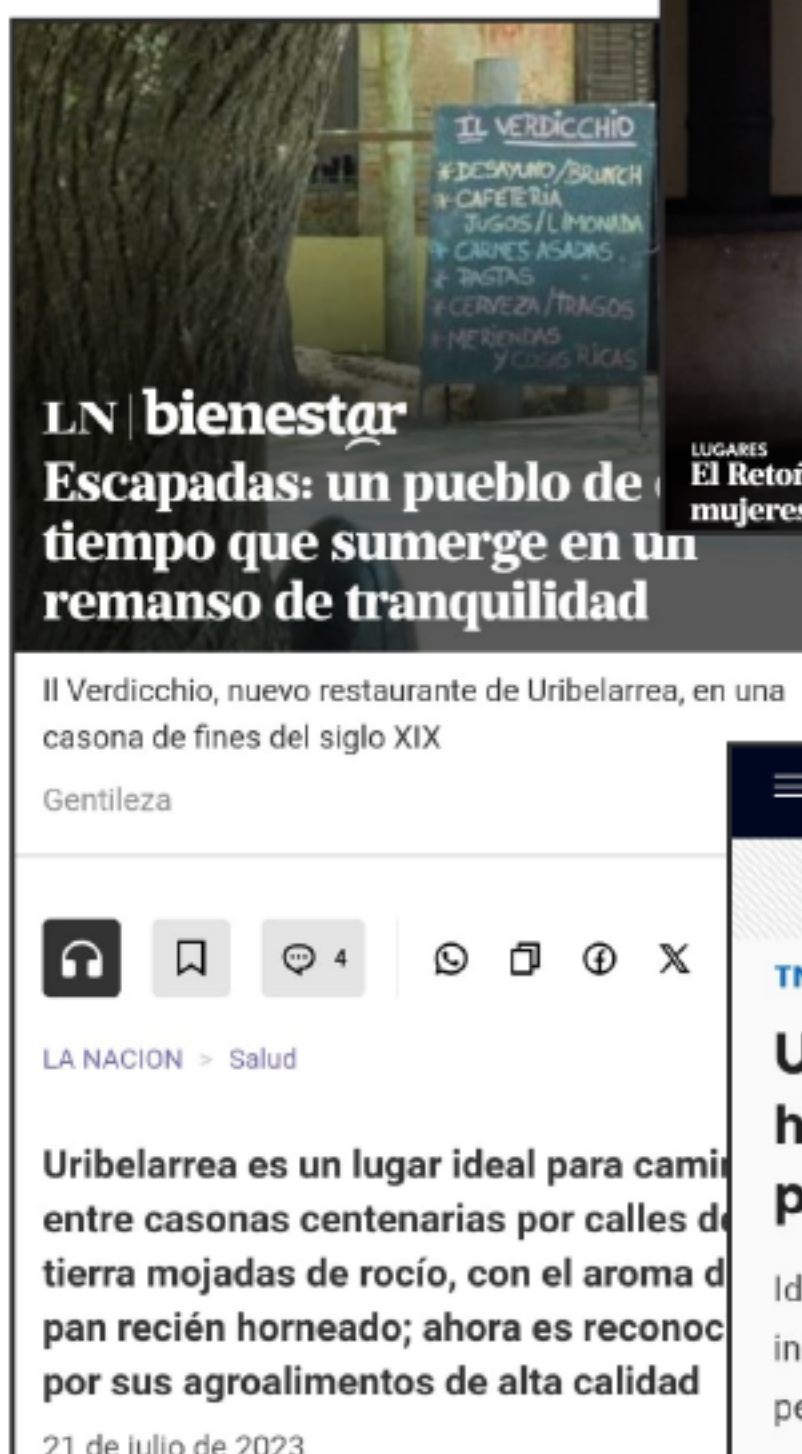 IL VERDICCHIO
* DESAYUNO/BRUNCH
* CAFETERIA
JUGOS/LIMONADA
* CARNES ASADAS
* PASTAS
* CERVEZA/TRAGOS
* MERIENDAS
Y COSAS RICAS
LN | bienestar
Escapadas: un pueblo de
tiempo que sumerge en un
remanso de tranquilidad
LUGARES
El Retoñ
mujeres
Il Verdicchio, nuevo restaurante de Uribelarrea, en una
casona de fines del siglo XIX
Gentileza
4
LA NACION > Salud
Uribelarrea es un lugar ideal para camin
entre casonas centenarias por calles de
tierra mojadas de rocío, con el aroma d
pan recién horneado; ahora es reconoc
por sus agroalimentos de alta calidad
21 de julio de 2023
TN
U
h
p
Id
in
pe